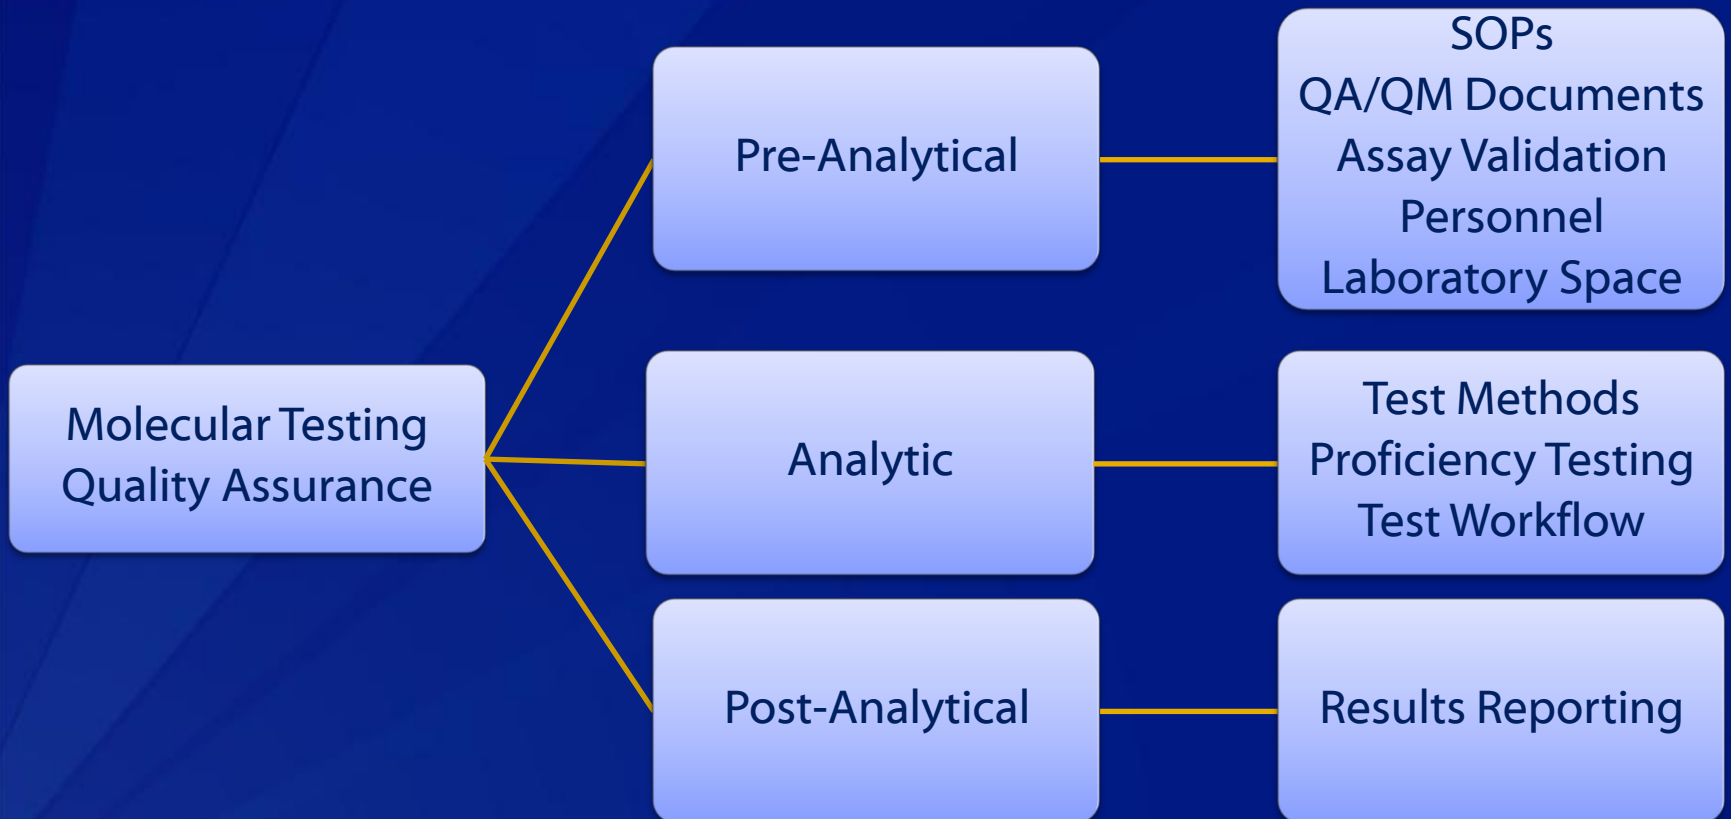 Molecular Testing
Quality Assurance
Pre-Analytical
SOPs
QA/QM Documents
Assay Validation
Personnel
Laboratory Space
Analytic
Test Methods
Proficiency Testing
Test Workflow
Post-Analytical
Results Reporting